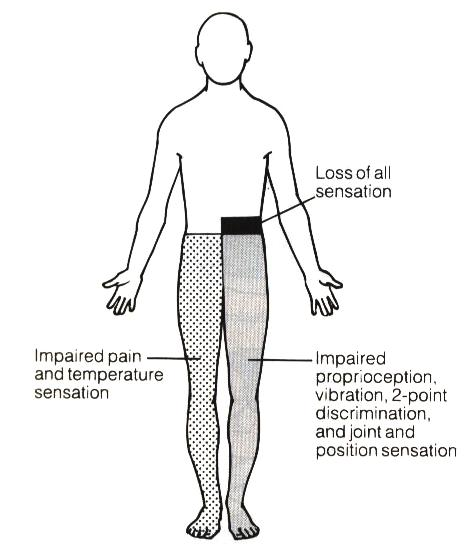 Loss of all
sensation
Impaired pain
and temperature
sensation
Impaired
proprioception,
vibration, 2-point
discrimination,
and joint and
position sensation